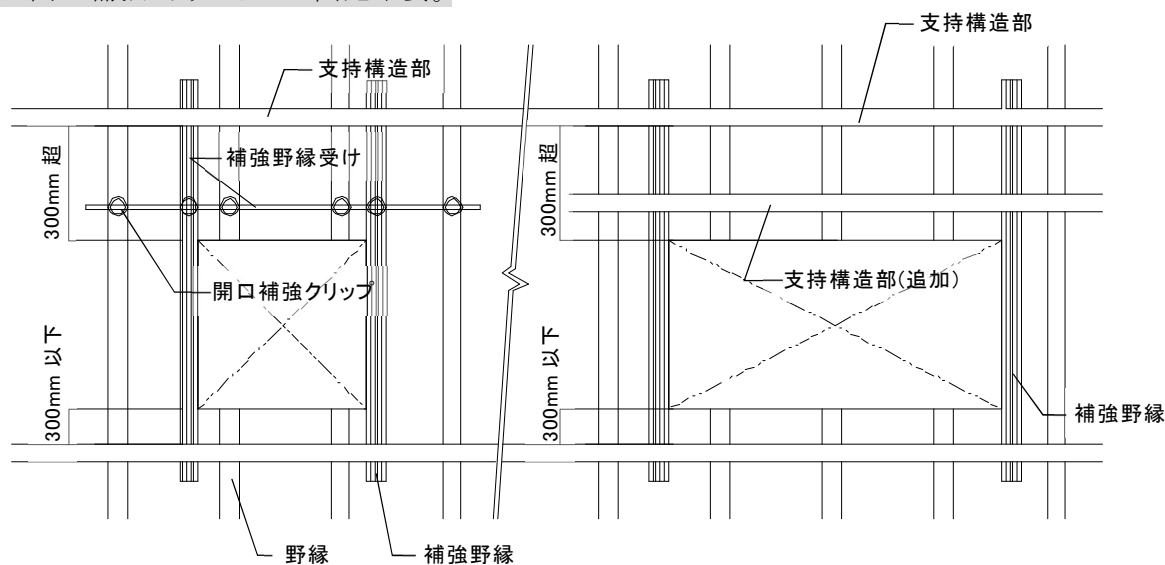 支持構造部
支持構造部
300mm 超
補強野縁受け
300mm 超
開口補強クリップ
支持構造部(追加)
300mm 以下
300mm 以下
補強野縁
野縁
補強野縁